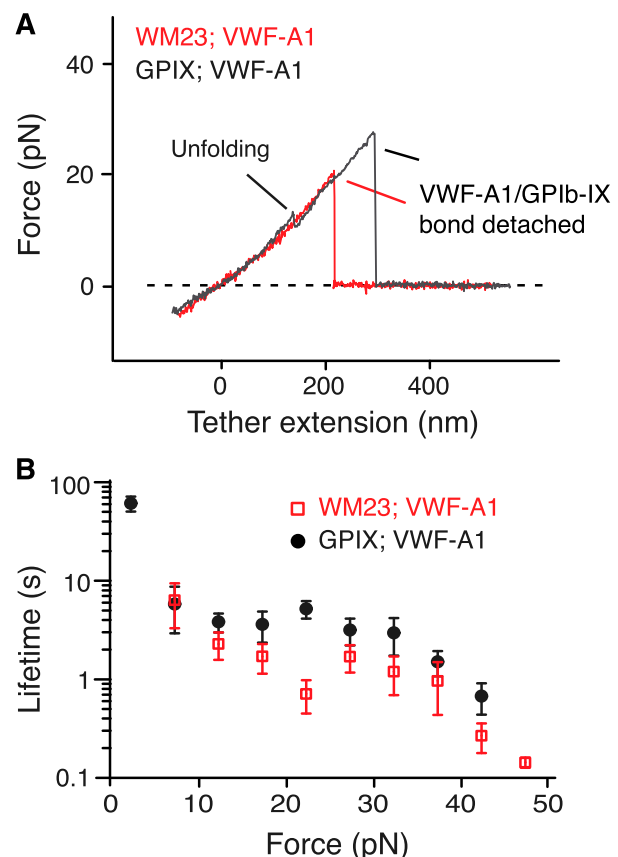 A
WM23; VWF-A1
GPIX; VWF-A1
40
20
0
Force (pN)
Unfolding
VWF-A1/GPIb-IX
bond detached
0 200 400
Tether extension (nm)
B
WM23; VWF-A1
GPIX; VWF-A1
100
10
1
0.1
Lifetime (s)
0 10 20 30 40 50
Force (pN)